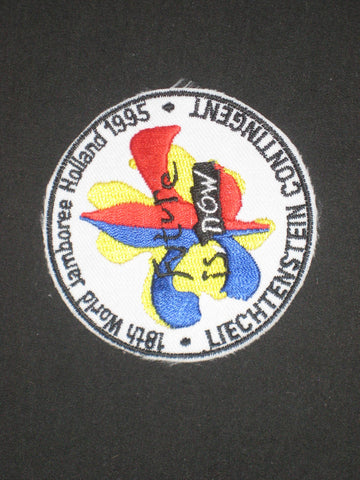 18th World Jamboree Holland 1995
LIECHTENSTEIN CONTINGENT
Future
is now